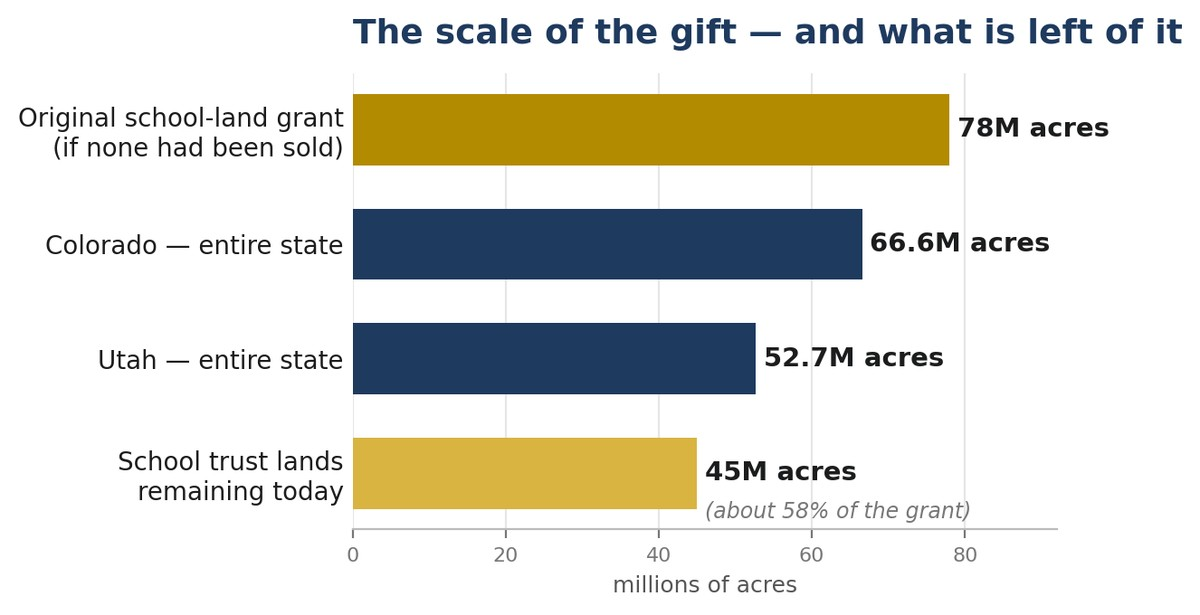 The scale of the gift — and what is left of it
Original school-land grant
(if none had been sold)
78M acres
Colorado — entire state
66.6M acres
Utah — entire state
52.7M acres
School trust lands
remaining today
45M acres
(about 58% of the grant)
0 20 40 60 80
millions of acres